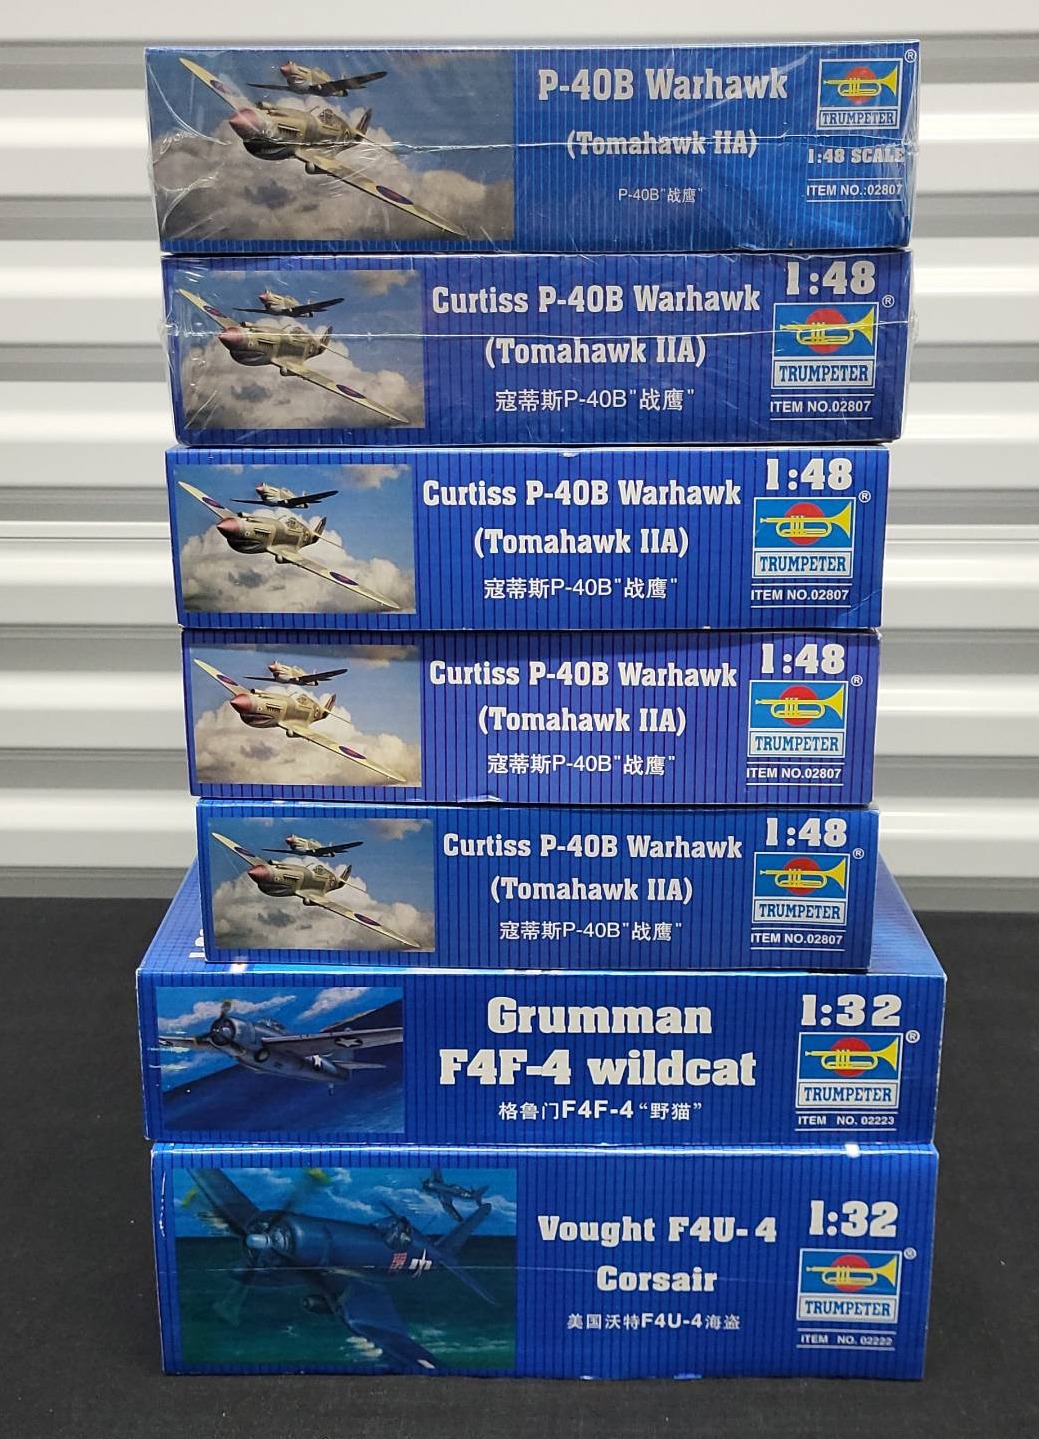 P-40B Warhawk
(Tomahawk IIA)
P-40B"战鹰"
®
TRUMPETER
1:48 SCALE
ITEM NO.:02807
Curtiss P-40B Warhawk
(Tomahawk IIA)
寇蒂斯P-40B"战鹰"
1:48
®
TRUMPETER
ITEM NO.02807
Curtiss P-40B Warhawk
(Tomahawk IIA)
寇蒂斯P-40B"战鹰"
1:48
®
TRUMPETER
ITEM NO.02807
Curtiss P-40B Warhawk
(Tomahawk IIA)
寇蒂斯P-40B"战鹰"
1:48
®
TRUMPETER
ITEM NO.02807
Curtiss P-40B Warhawk
(Tomahawk IIA)
寇蒂斯P-40B"战鹰"
1:48
®
TRUMPETER
ITEM NO.02807
Grumman
F4F-4 wildcat
格鲁门F4F-4“野猫”
1:32
®
TRUMPETER
ITEM NO. 02223
Vought F4U-4
Corsair
美国沃特F4U-4海盗
1:32
®
TRUMPETER
ITEM NO. 02222